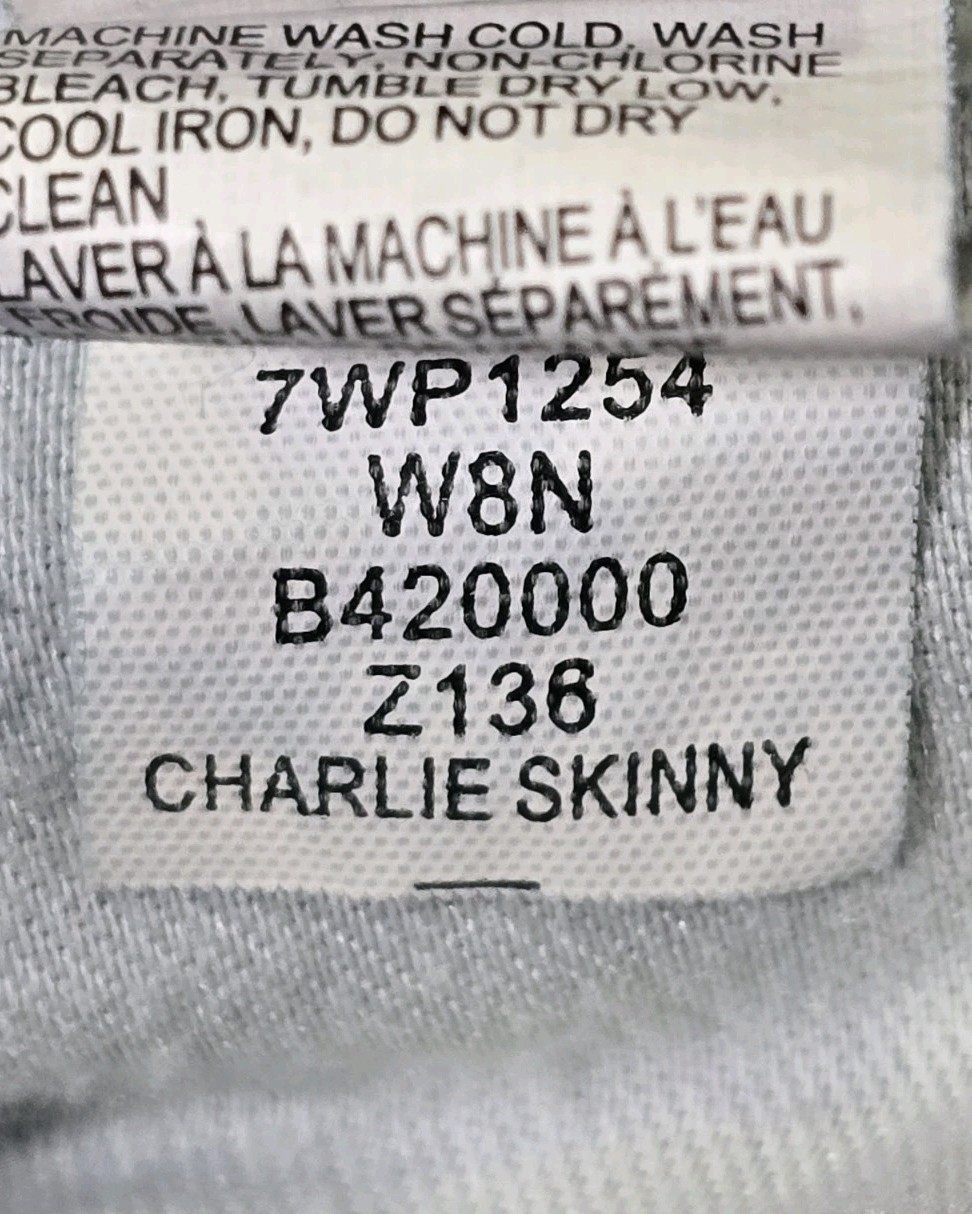 MACHINE WASH COLD, WASH
SEPARATELY, NON-CHLORINE
BLEACH, TUMBLE DRY LOW,
COOL IRON, DO NOT DRY
CLEAN
LAVER À LA MACHINE À L'EAU
FROIDE, LAVER SÉPARÉMENT,
7WP1254
W8N
B420000
Z136
CHARLIE SKINNY